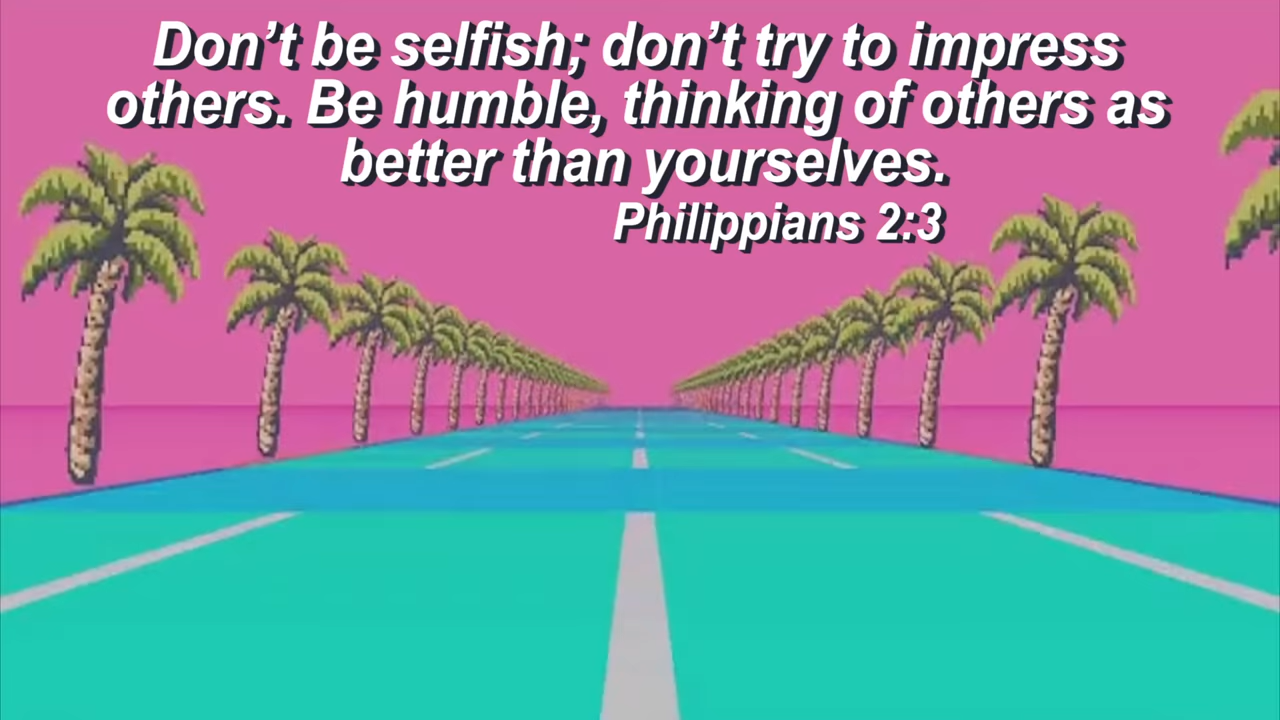 Don’t be selfish; don’t try to impress
others. Be humble, thinking of others as
better than yourselves.
Philippians 2:3